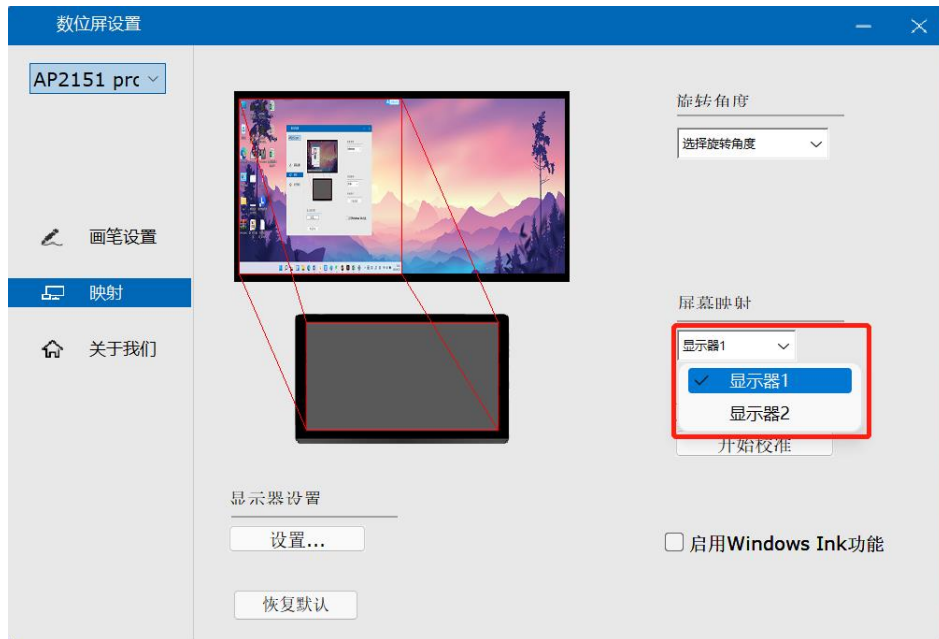 数位屏设置
AP2151 prc
画笔设置
映射
关于我们
旋转角度
选择旋转角度
屏幕映射
显示器1
显示器1
显示器2
开始校准
显示器设置
设置...
恢复默认
启用Windows Ink功能